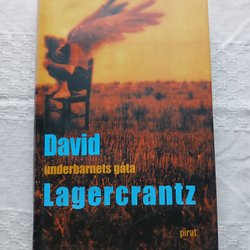 David
underbarnets gåta
Lagercrantz
pirat